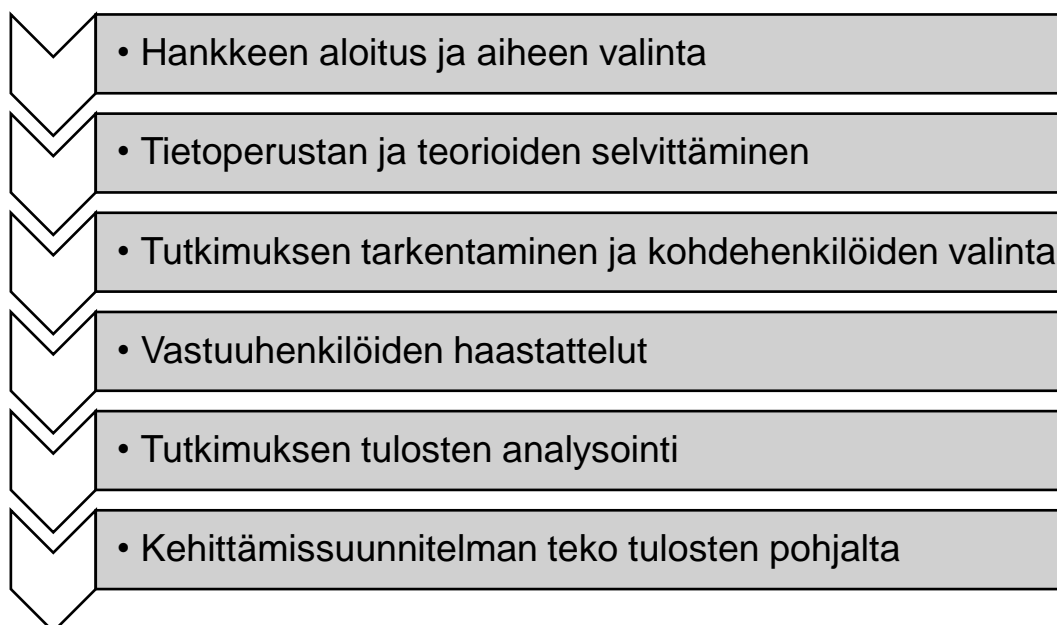 • Hankkeen aloitus ja aiheen valinta
• Tietoperustan ja teorioiden selvittäminen
• Tutkimuksen tarkentaminen ja kohdehenkilöiden valinta
• Vastuuhenkilöiden haastattelut
• Tutkimuksen tulosten analysointi
• Kehittämissuunnitelman teko tulosten pohjalta